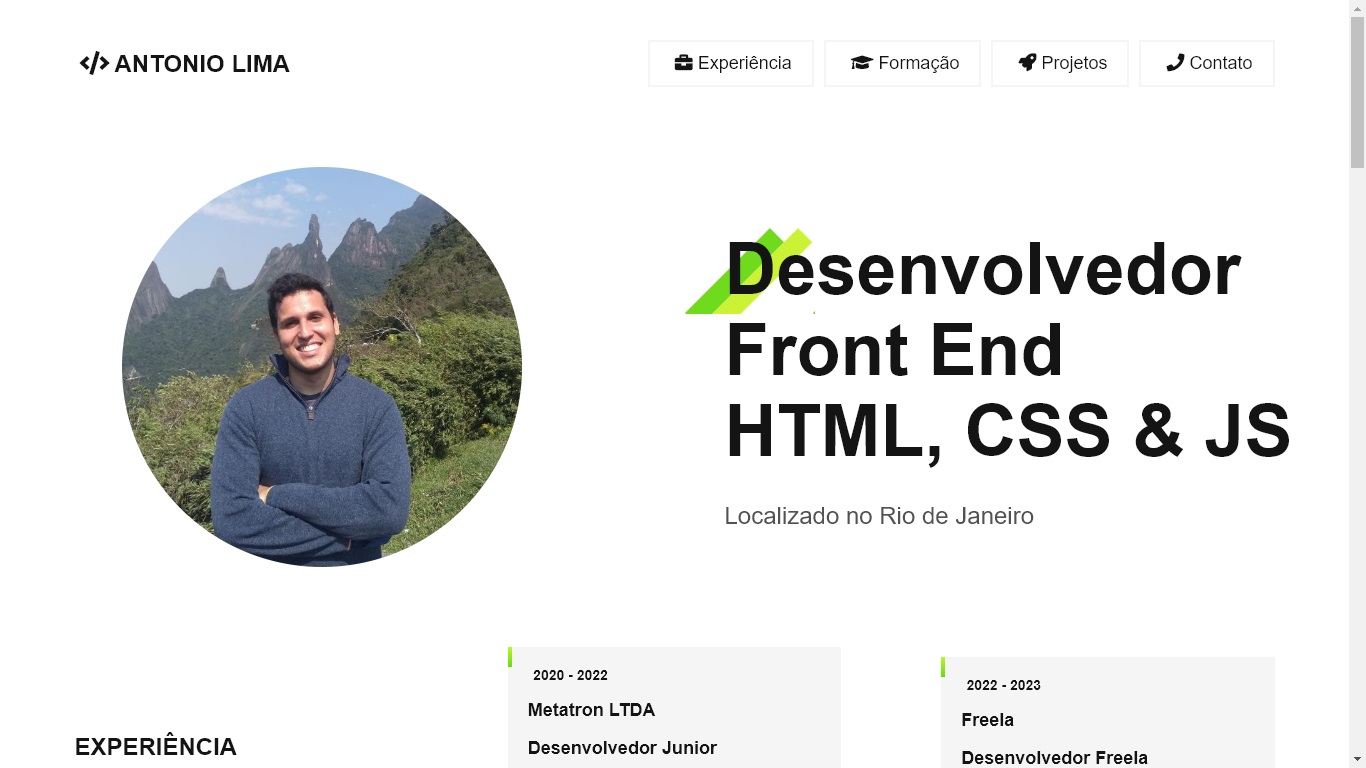 ANTONIO LIMA
Experiência
Formação
Projetos
Contato
Desenvolvedor
Front End
HTML, CSS & JS
Localizado no Rio de Janeiro
EXPERIÊNCIA
2020 - 2022
Metatron LTDA
Desenvolvedor Junior
2022 - 2023
Freela
Desenvolvedor Freela